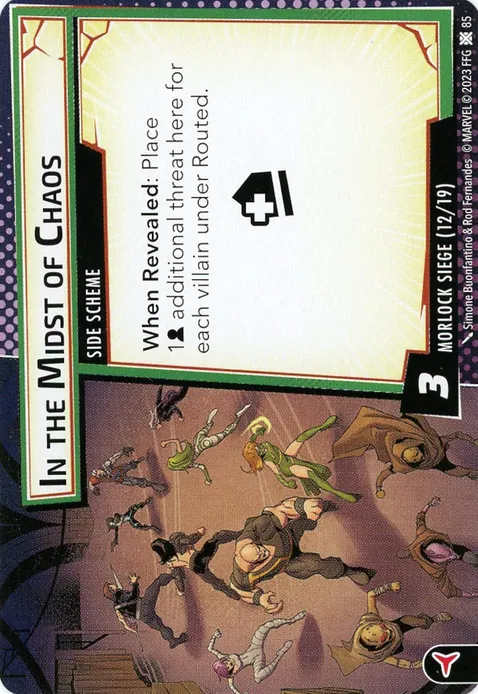 IN THE MIDST OF CHAOS
SIDE SCHEME
When Revealed: Place
1 additional threat here for
each villain under Routed.
3
MORLOCK SIEGE (12/19)
Simone Buonfantino & Rod Fernandes © MARVEL © 2023 FFG 85